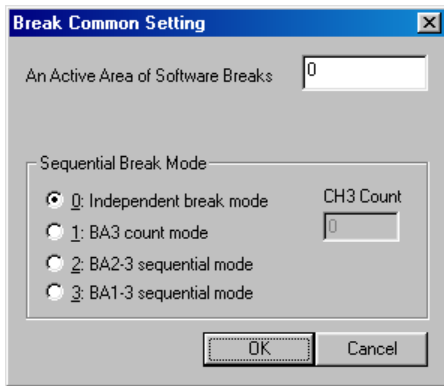 Break Common Setting
An Active Area of Software Breaks 0
Sequential Break Mode
0: Independent break mode
CH3 Count
1: BA3 count mode
0
2: BA2-3 sequential mode
3: BA1-3 sequential mode
OK Cancel